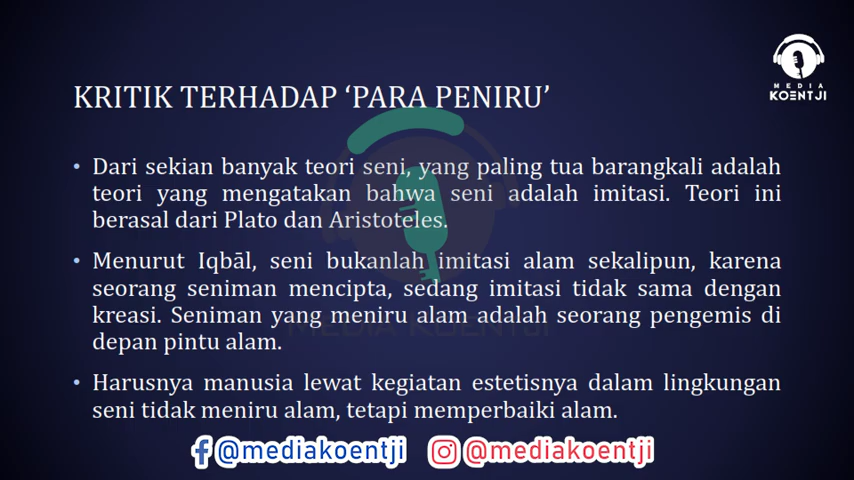 MEDIA
KOENTJI
KRITIK TERHADAP ‘PARA PENIRU’
• Dari sekian banyak teori seni, yang paling tua barangkali adalah
teori yang mengatakan bahwa seni adalah imitasi. Teori ini
berasal dari Plato dan Aristoteles.
• Menurut Iqbāl, seni bukanlah imitasi alam sekalipun, karena
seorang seniman mencipta, sedang imitasi tidak sama dengan
kreasi. Seniman yang meniru alam adalah seorang pengemis di
depan pintu alam.
MEDIA KOENTJI
• Harusnya manusia lewat kegiatan estetisnya dalam lingkungan
seni tidak meniru alam, tetapi memperbaiki alam.
@mediakoentji @mediakoentji